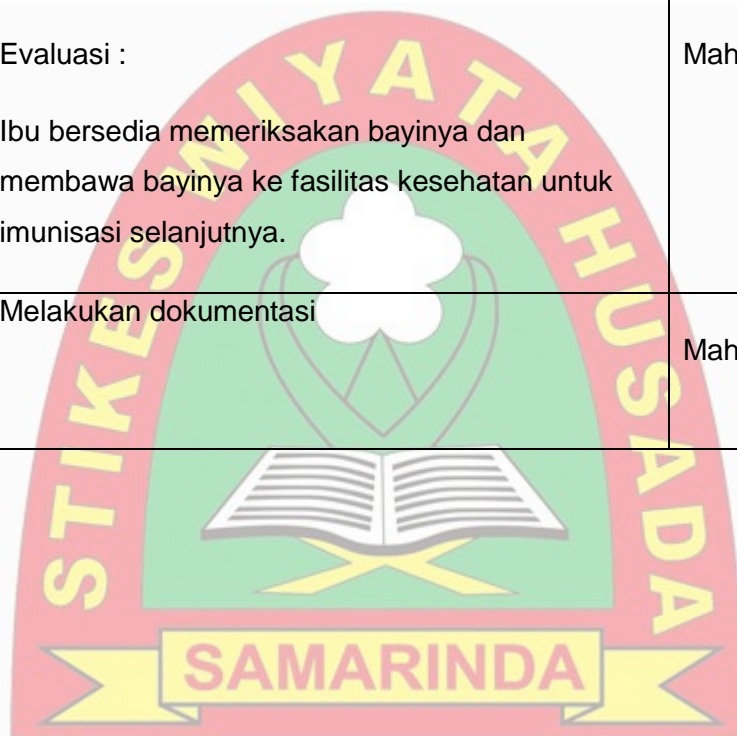 Evaluasi :
Mah
Ibu bersedia memeriksakan bayinya dan
membawa bayinya ke fasilitas kesehatan untuk
imunisasi selanjutnya.
Melakukan dokumentasi
Mah
STIKES WIYATA HUSADA
SAMARINDA